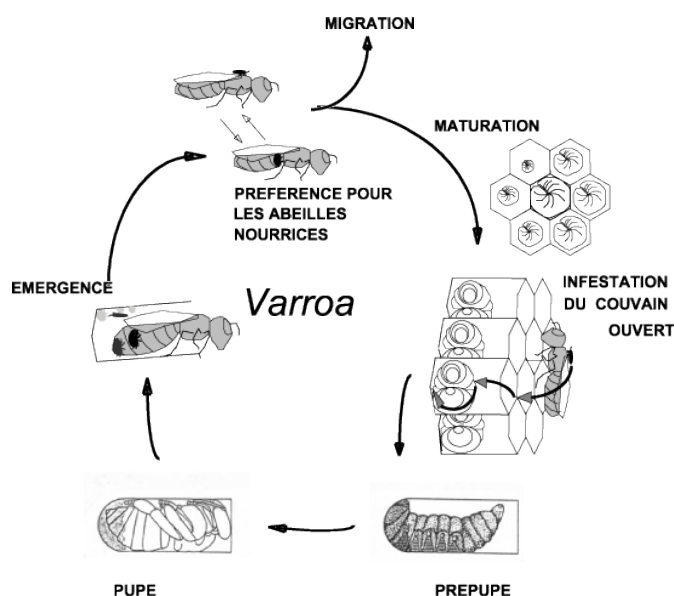 MIGRATION
MATURATION
PREFERENCE POUR
LES ABEILLES
NOURRICES
EMERGENCE
Varroa
INFESTATION
DU COUVAIN
OUVERT
PUPE
PREPUPE